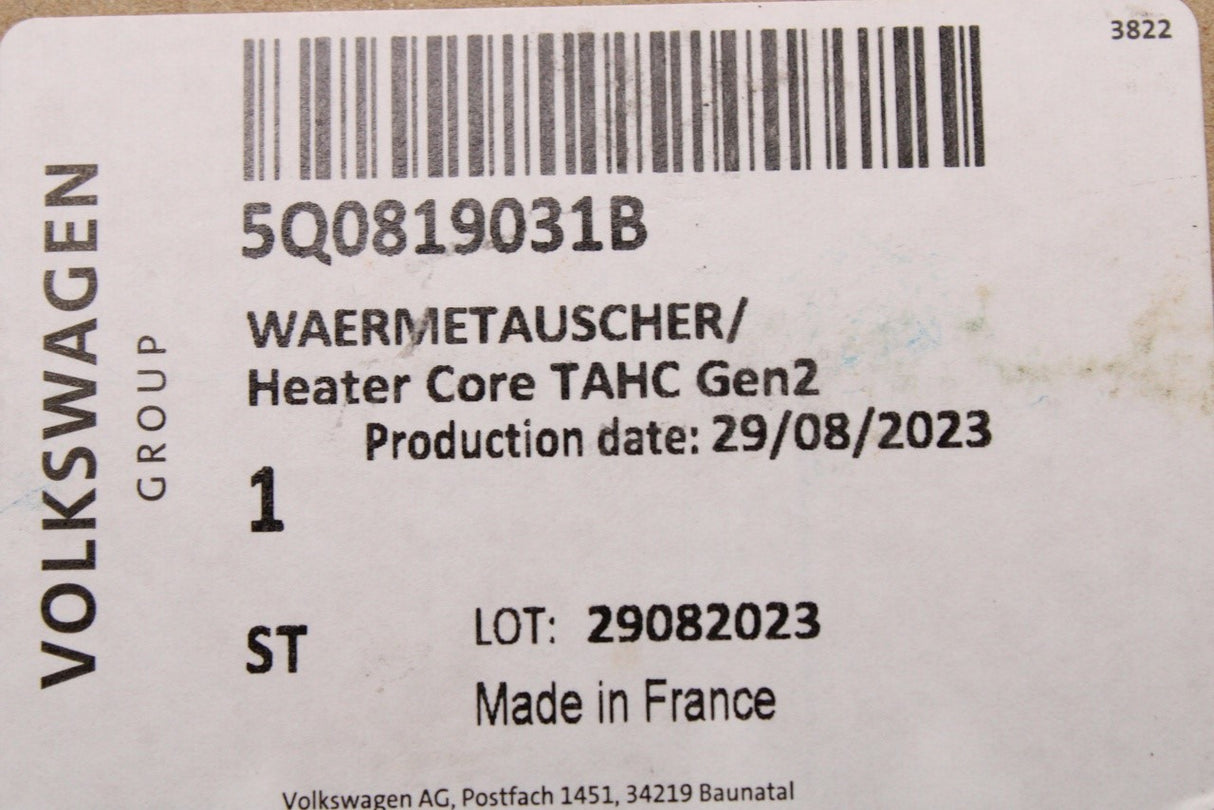 3822
VOLKSWAGEN
GROUP
5Q0819031B
WAERMETAUSCHER/
Heater Core TAHC Gen2
Production date: 29/08/2023
1
ST
LOT: 29082023
Made in France
Volkswagen AG, Postfach 1451, 34219 Baunatal